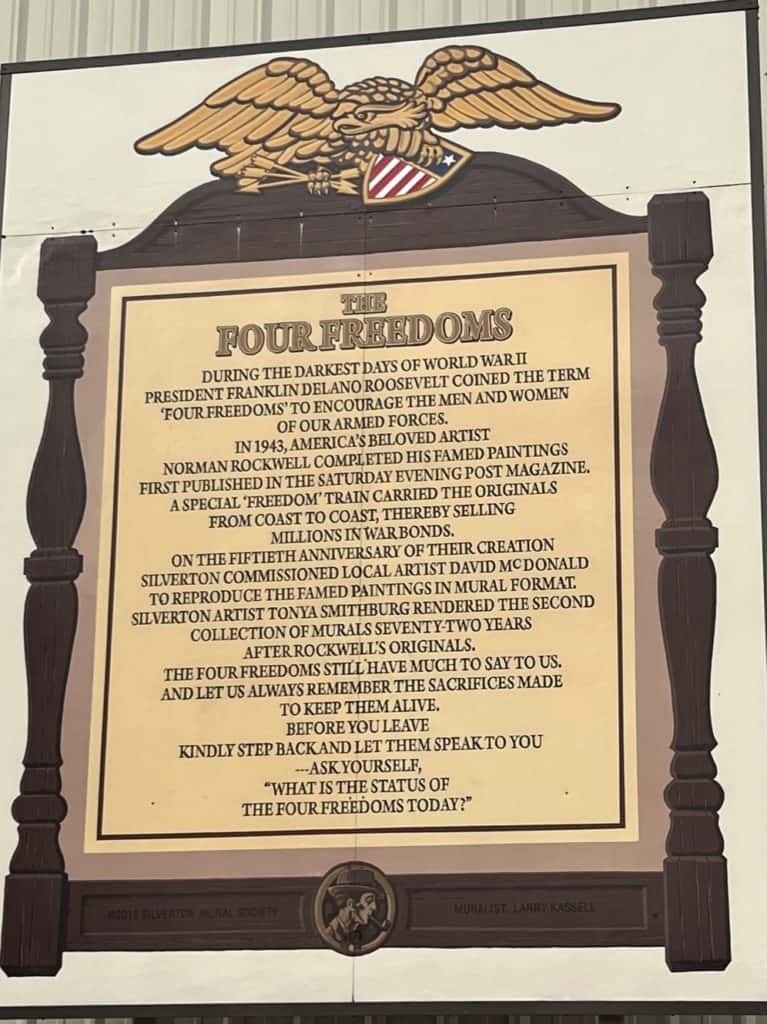 THE
FOUR FREEDOMS
DURING THE DARKEST DAYS OF WORLD WAR II
PRESIDENT FRANKLIN DELANO ROOSEVELT COINED THE TERM
'FOUR FREEDOMS' TO ENCOURAGE THE MEN AND WOMEN
OF OUR ARMED FORCES.
IN 1943, AMERICA'S BELOVED ARTIST
NORMAN ROCKWELL COMPLETED HIS FAMED PAINTINGS
FIRST PUBLISHED IN THE SATURDAY EVENING POST MAGAZINE.
A SPECIAL 'FREEDOM' TRAIN CARRIED THE ORIGINALS
FROM COAST TO COAST, THEREBY SELLING
MILLIONS IN WAR BONDS.
ON THE FIFTIETH ANNIVERSARY OF THEIR CREATION
SILVERTON COMMISSIONED LOCAL ARTIST DAVID McDONALD
TO REPRODUCE THE FAMED PAINTINGS IN MURAL FORMAT.
SILVERTON ARTIST TONYA SMITHBURG RENDERED THE SECOND
COLLECTION OF MURALS SEVENTY-TWO YEARS
AFTER ROCKWELL'S ORIGINALS.
THE FOUR FREEDOMS STILL HAVE MUCH TO SAY TO US.
AND LET US ALWAYS REMEMBER THE SACRIFICES MADE
TO KEEP THEM ALIVE.
BEFORE YOU LEAVE
KINDLY STEP BACK AND LET THEM SPEAK TO YOU
---ASK YOURSELF,
"WHAT IS THE STATUS OF
THE FOUR FREEDOMS TODAY?"
SILVERTON MURAL SOCIETY
MURALIST: LARRY KASSELL